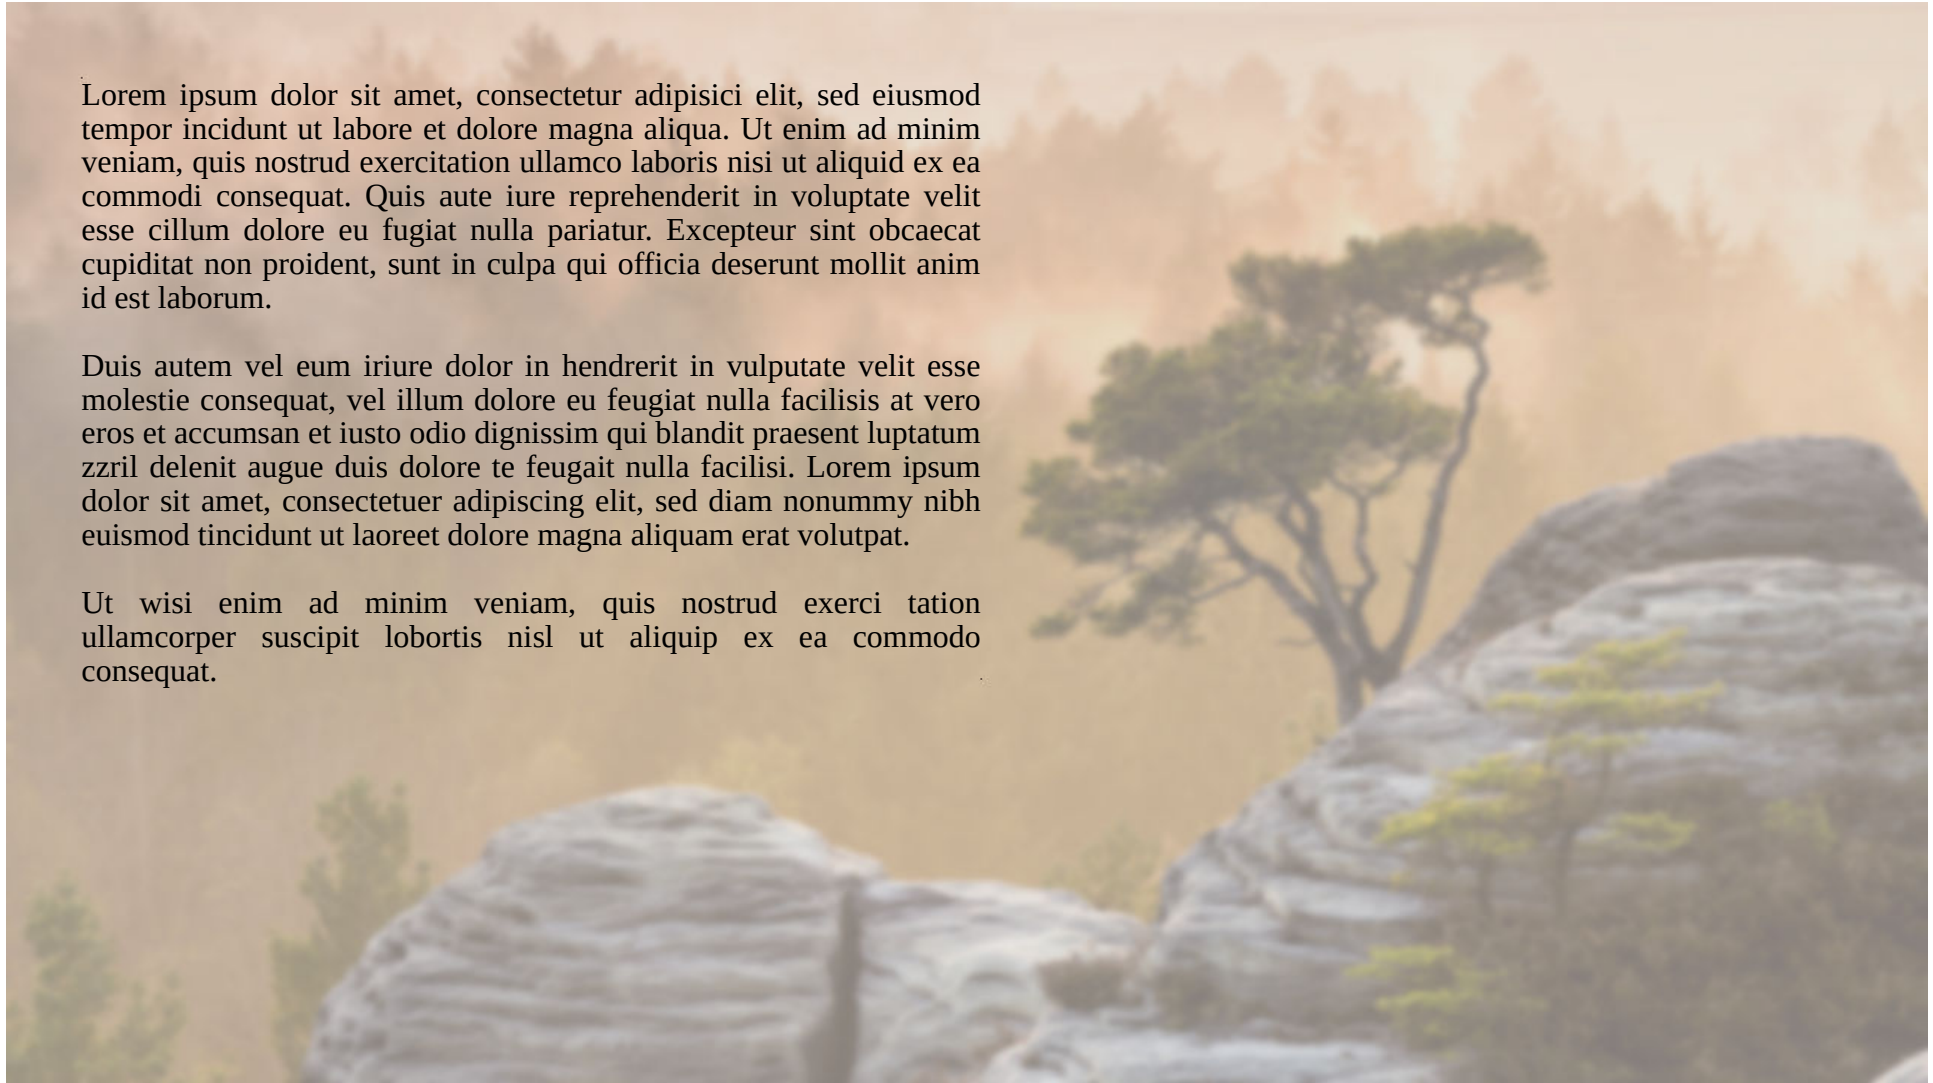 Lorem ipsum dolor sit amet, consectetur adipisici elit, sed eiusmod
tempor incidunt ut labore et dolore magna aliqua. Ut enim ad minim
veniam, quis nostrud exercitation ullamco laboris nisi ut aliquid ex ea
commodi consequat. Quis aute iure reprehenderit in voluptate velit
esse cillum dolore eu fugiat nulla pariatur. Excepteur sint obcaecat
cupiditat non proident, sunt in culpa qui officia deserunt mollit anim
id est laborum.
Duis autem vel eum iriure dolor in hendrerit in vulputate velit esse
molestie consequat, vel illum dolore eu feugiat nulla facilisis at vero
eros et accumsan et iusto odio dignissim qui blandit praesent luptatum
zzril delenit augue duis dolore te feugait nulla facilisi. Lorem ipsum
dolor sit amet, consectetuer adipiscing elit, sed diam nonummy nibh
euismod tincidunt ut laoreet dolore magna aliquam erat volutpat.
Ut wisi enim ad minim veniam, quis nostrud exerci tation
ullamcorper suscipit lobortis nisl ut aliquip ex ea commodo
consequat.